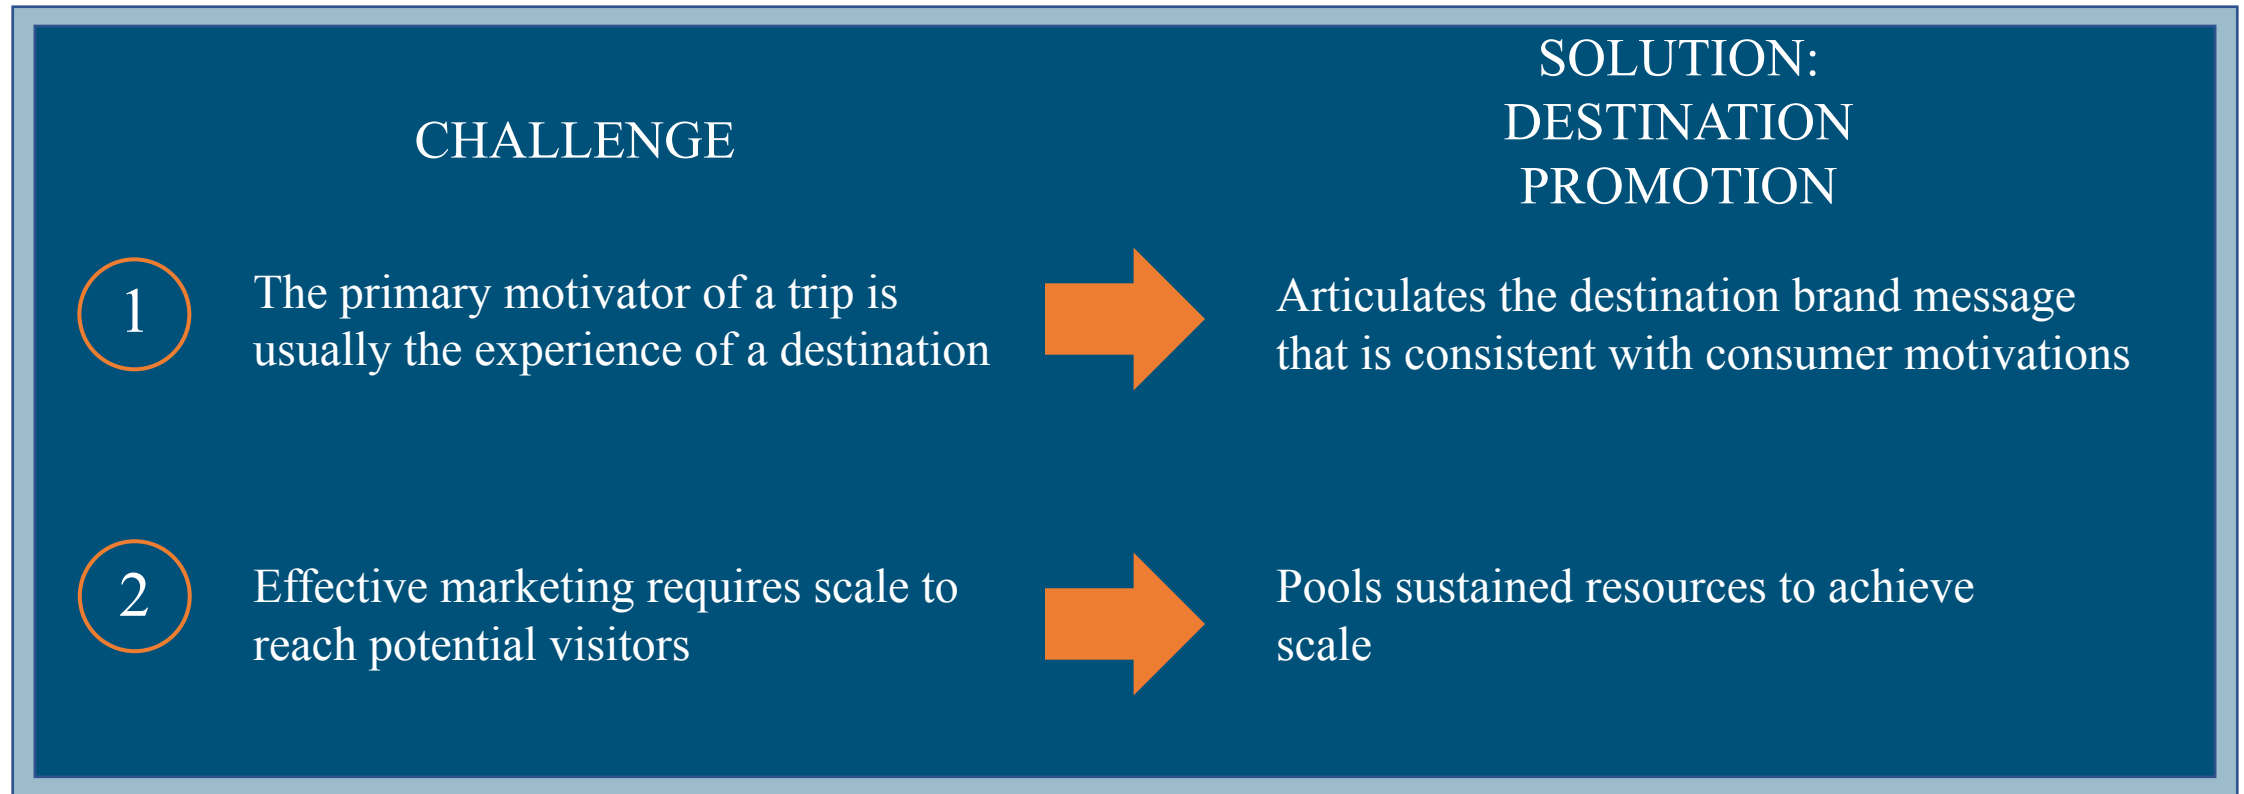 CHALLENGE
SOLUTION:
DESTINATION
PROMOTION
1
The primary motivator of a trip is
usually the experience of a destination
Articulates the destination brand message
that is consistent with consumer motivations
2
Effective marketing requires scale to
reach potential visitors
Pools sustained resources to achieve
scale